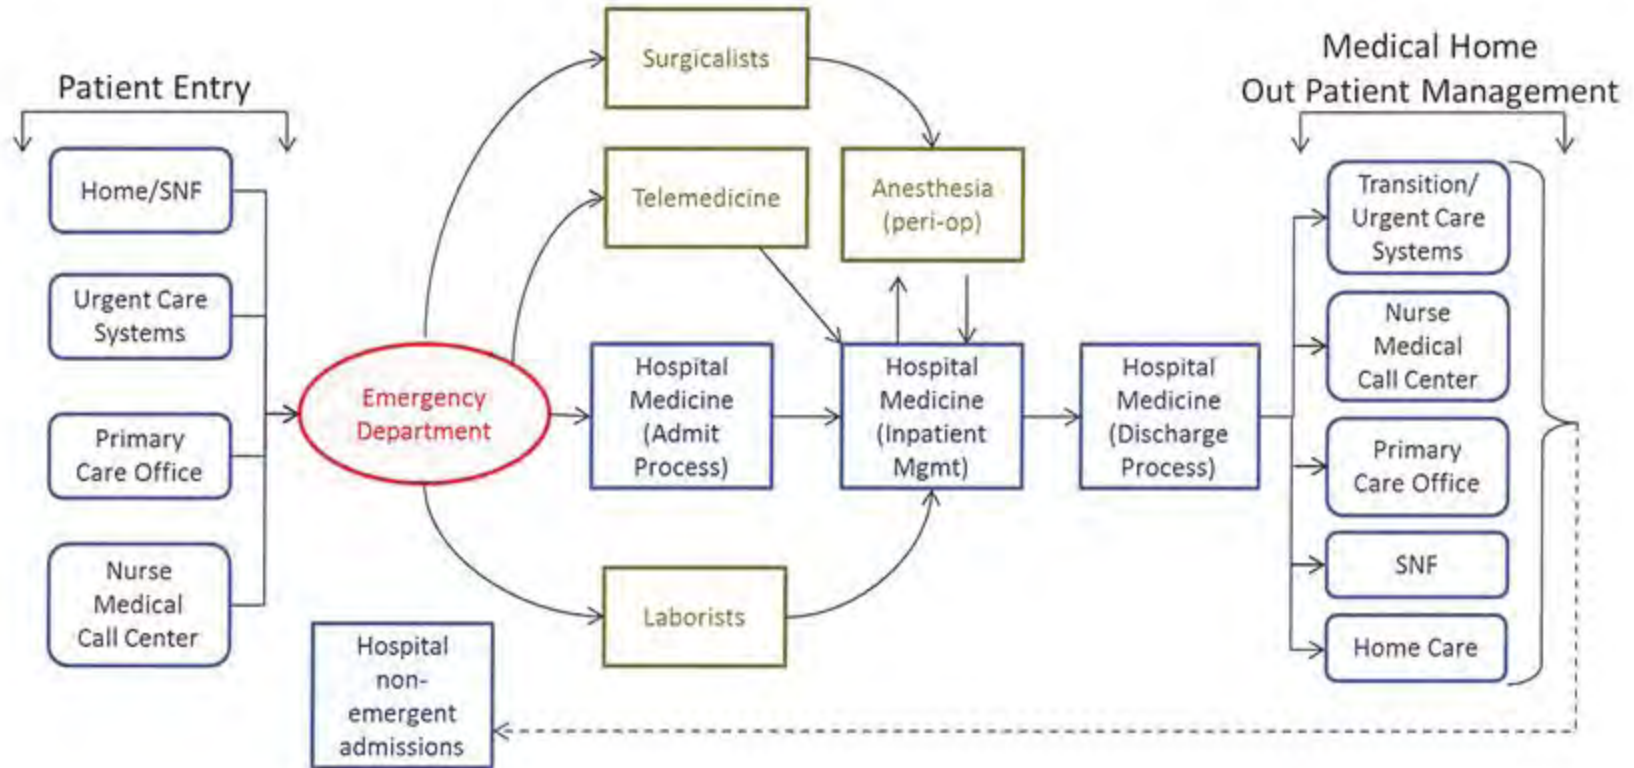 Patient Entry
Home/SNF
Urgent Care
Systems
Primary
Care Office
Nurse
Medical
Call Center
Emergency
Department
Surgicalists
Telemedicine
Anesthesia
(peri-op)
Hospital
Medicine
(Admit
Process)
Hospital
Medicine
(Inpatient
Mgmt)
Hospital
Medicine
(Discharge
Process)
Laborists
Hospital
non-
emergent
admissions
Medical Home
Out Patient Management
Transition/
Urgent Care
Systems
Nurse
Medical
Call Center
Primary
Care Office
SNF
Home Care